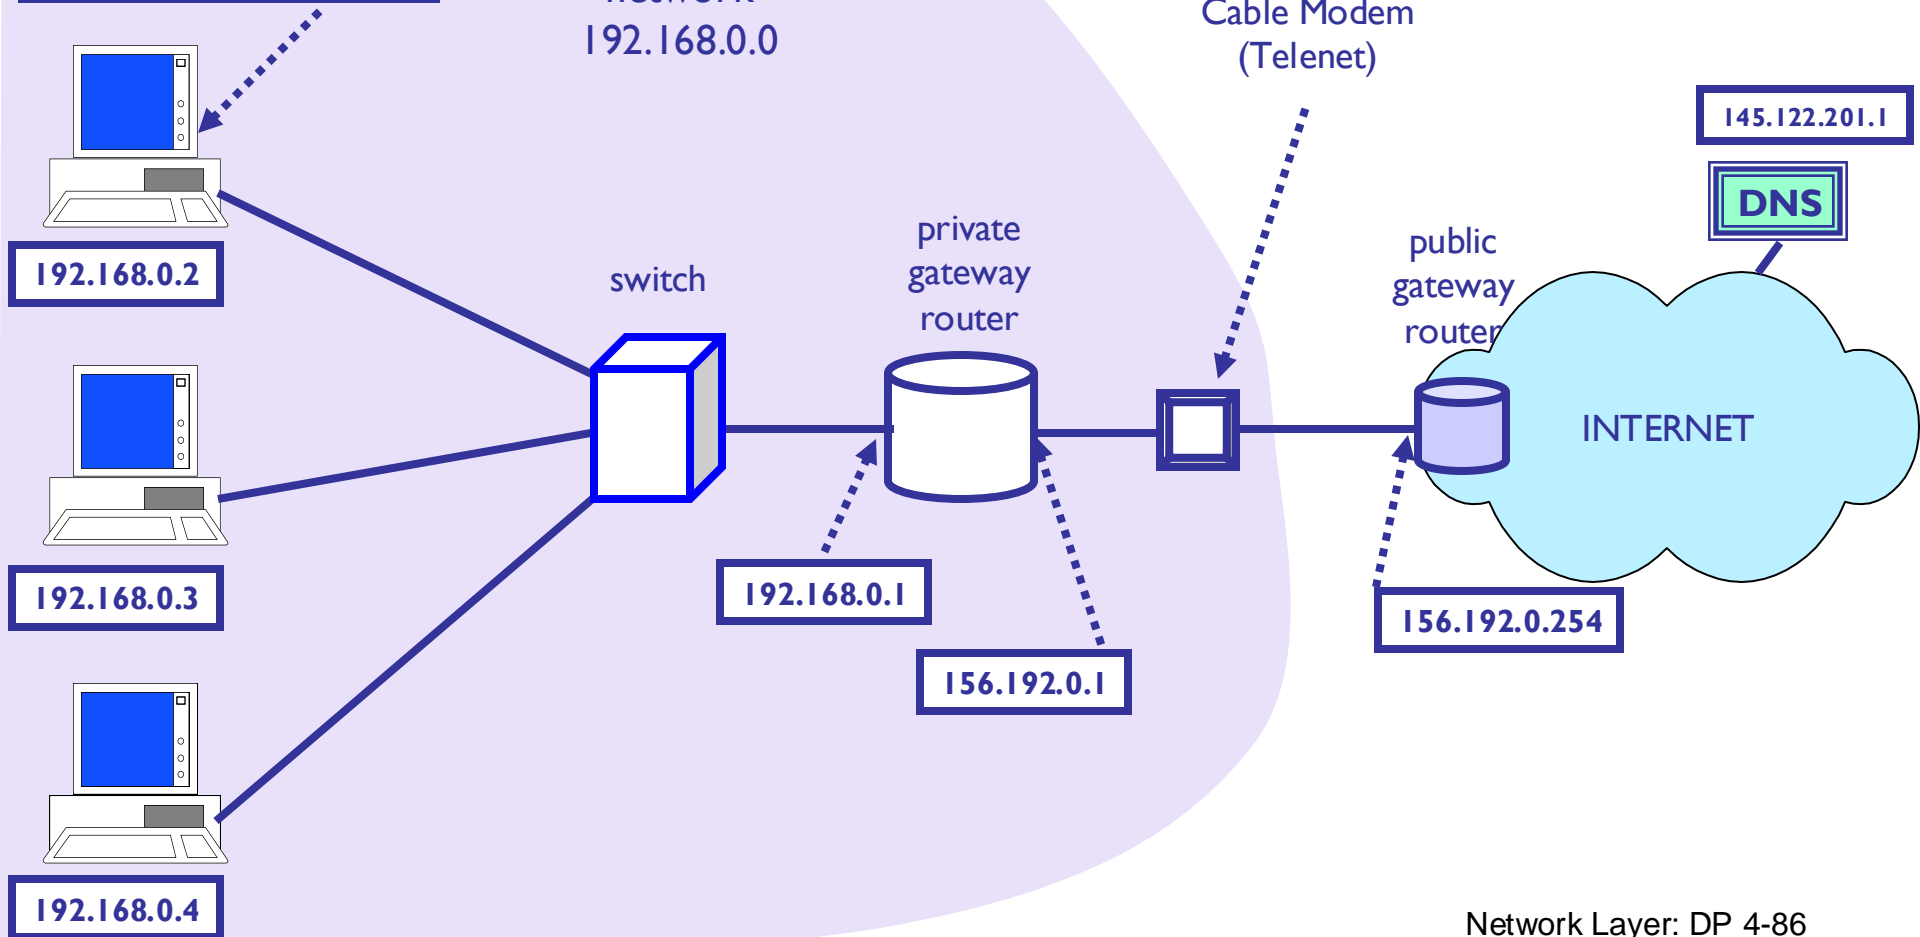 network
192.168.0.0
Cable Modem
(Telenet)
145.122.201.1
DNS
192.168.0.2
switch
private
gateway
router
public
gateway
router
INTERNET
192.168.0.3
192.168.0.1
156.192.0.254
156.192.0.1
192.168.0.4
Network Layer: DP 4-86